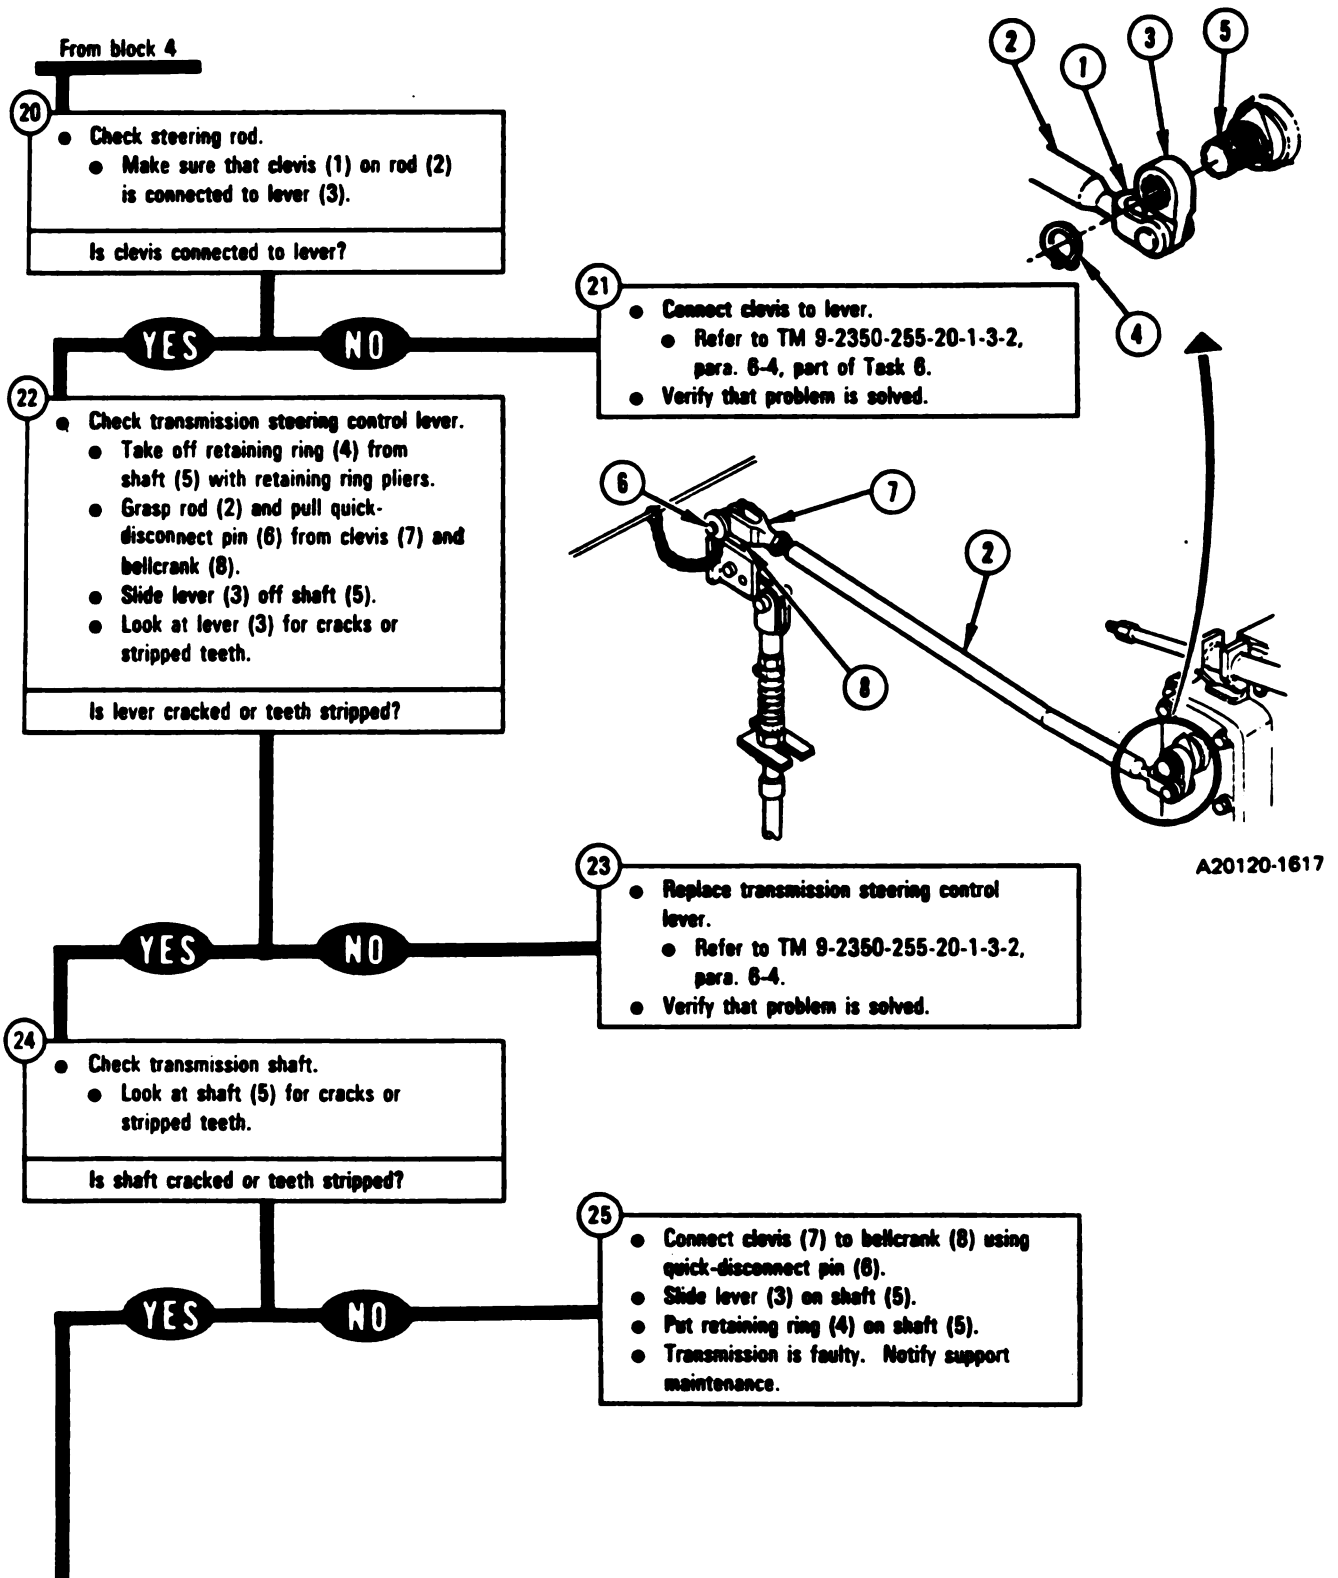 From block 4
20
● Check steering rod.
● Make sure that clevis (1) on rod (2)
is connected to lever (3).
Is clevis connected to lever?
YES
NO
21
● Connect clevis to lever.
● Refer to TM 9-2350-255-20-1-3-2,
para. 6-4, part of Task 6.
● Verify that problem is solved.
22
● Check transmission steering control lever.
● Take off retaining ring (4) from
shaft (5) with retaining ring pliers.
● Grasp rod (2) and pull quick-
disconnect pin (6) from clevis (7) and
bellcrank (8).
● Slide lever (3) off shaft (5).
● Look at lever (3) for cracks or
stripped teeth.
Is lever cracked or teeth stripped?
2
1
3
5
4
6
7
2
8
A20120-1617
YES
NO
23
● Replace transmission steering control
lever.
● Refer to TM 9-2350-255-20-1-3-2,
para. 6-4.
● Verify that problem is solved.
24
● Check transmission shaft.
● Look at shaft (5) for cracks or
stripped teeth.
Is shaft cracked or teeth stripped?
YES
NO
25
● Connect clevis (7) to bellcrank (8) using
quick-disconnect pin (6).
● Slide lever (3) on shaft (5).
● Put retaining ring (4) on shaft (5).
● Transmission is faulty. Notify support
maintenance.